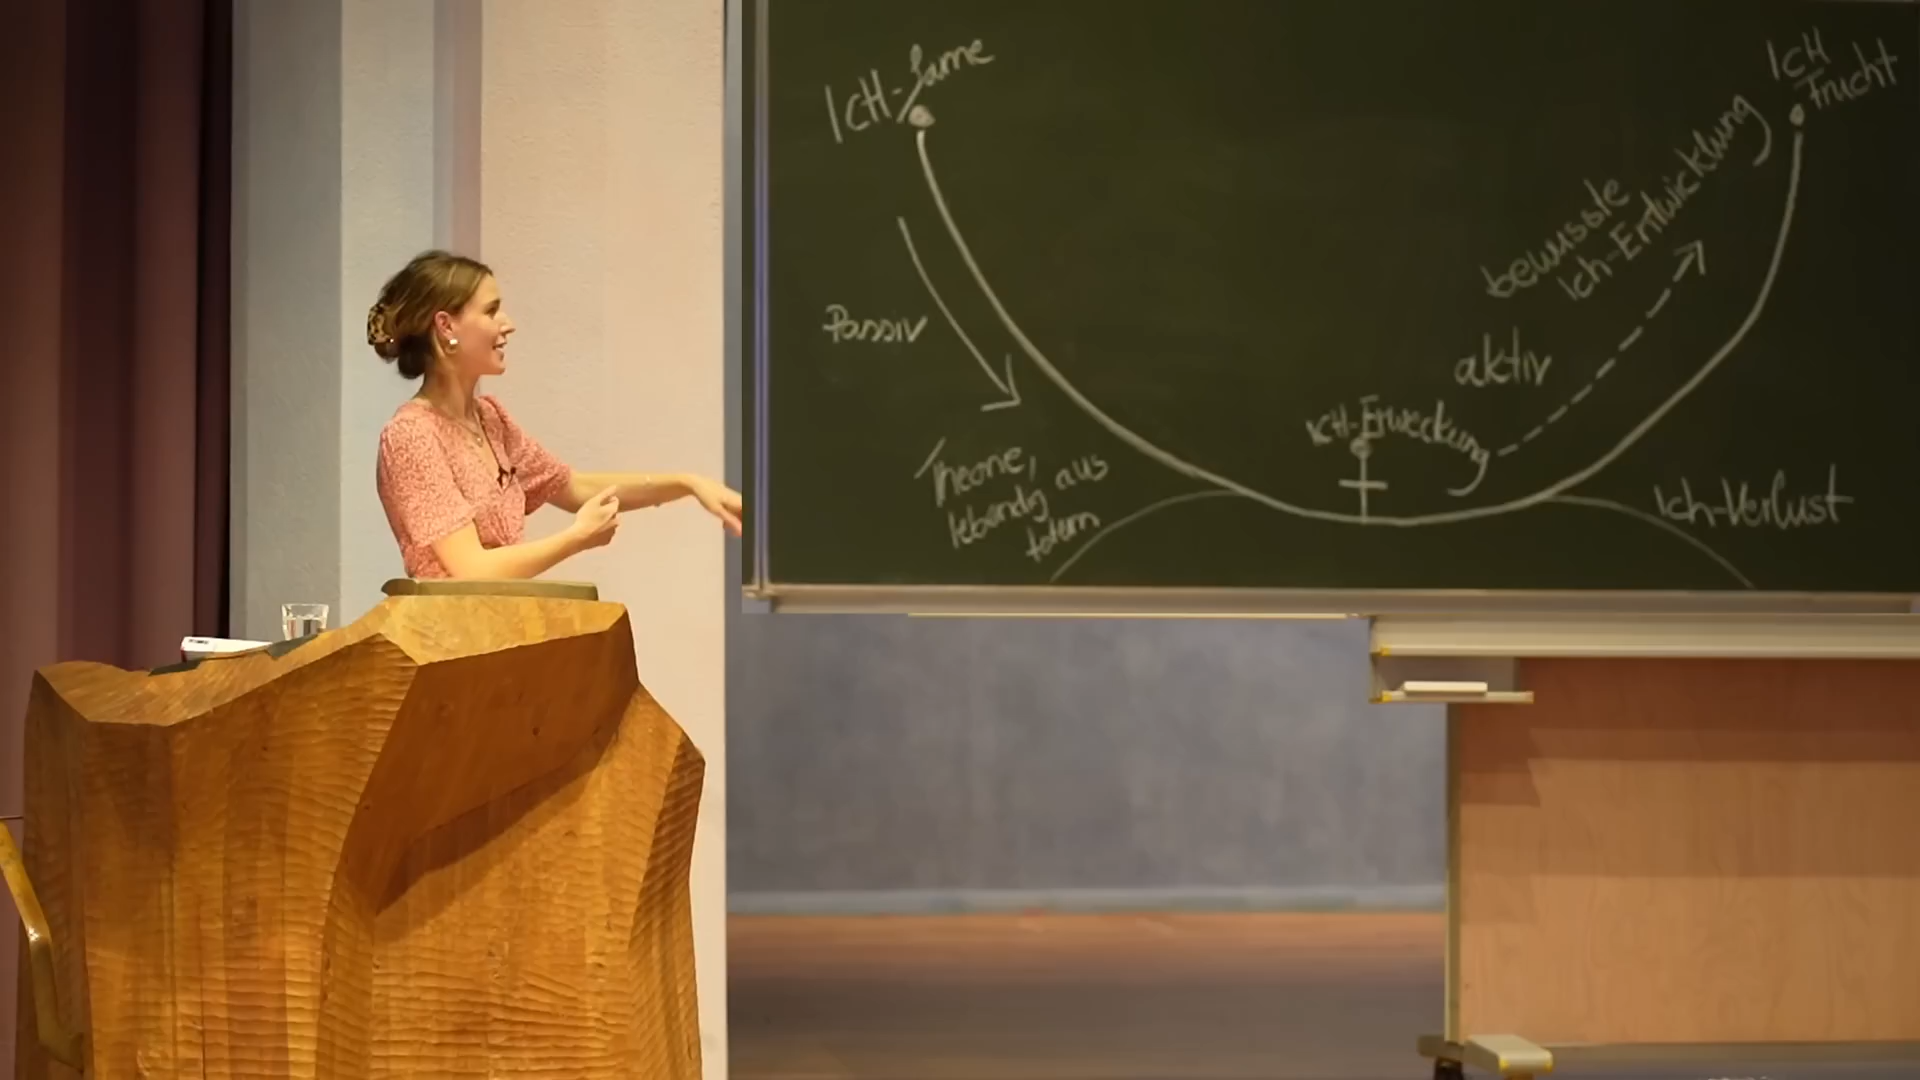 ICH-Same
ICH
Frucht
bewusste
Ich-Entwicklung
Passiv
aktiv
ICH-Erweckung
Theorie,
lebendig aus
totem
Ich-Verlust